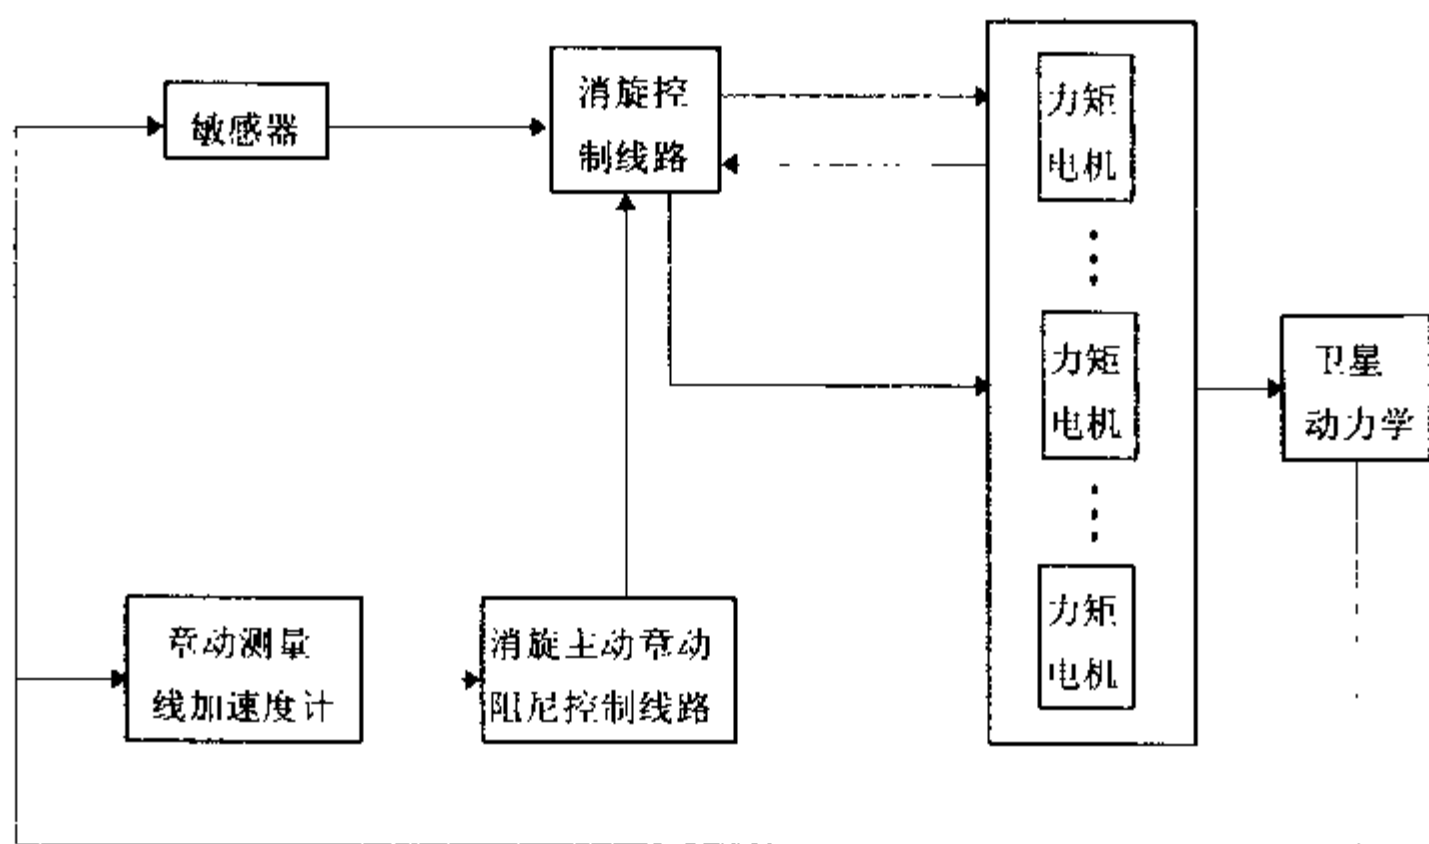 敏感器
消旋控
制线路
力矩
电机
力矩
电机
卫星
动力学
章动测量
线加速度计
消旋主动章动
阻尼控制线路
力矩
电机